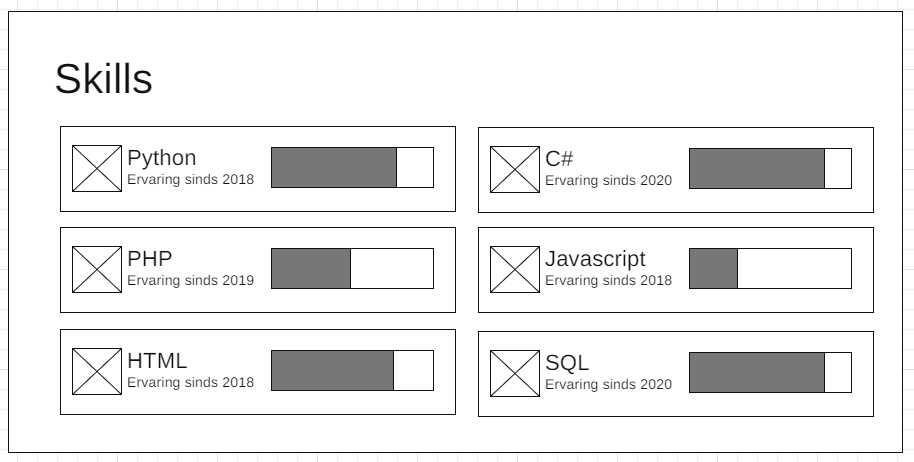 Skills
Python
Ervaring sinds 2018
C#
Ervaring sinds 2020
PHP
Ervaring sinds 2019
Javascript
Ervaring sinds 2018
HTML
Ervaring sinds 2018
SQL
Ervaring sinds 2020